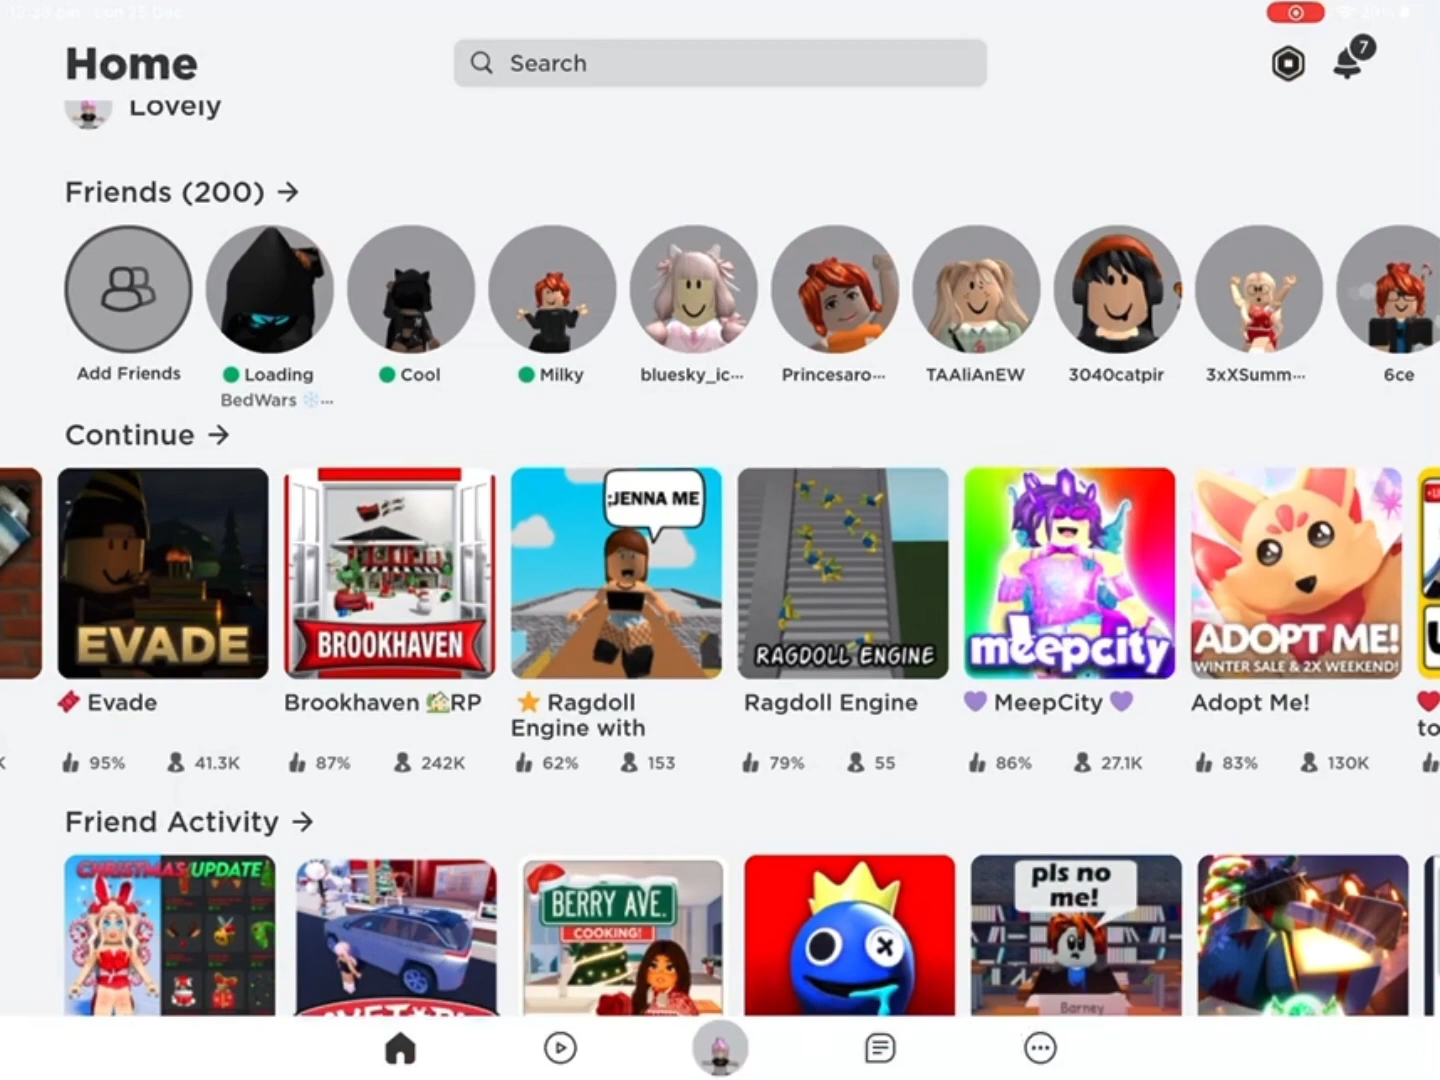 Home
Search
7
Lovely
Friends (200) →
Add Friends
Loading
BedWars ❄️...
Cool
Milky
bluesky_ic...
Princesaro...
TAAliAnEW
3040catpir
3xXSumm...
6ce
Continue →
:JENNA ME
EVADE
BROOKHAVEN
RAGDOLL ENGINE
meepcity
ADOPT ME!
WINTER SALE & 2X WEEKEND!
Evade
Brookhaven 🏡RP
⭐ Ragdoll
Engine with
Ragdoll Engine
💜 MeepCity 💜
Adopt Me!
to
K
95% 41.3K
87% 242K
62% 153
79% 55
86% 27.1K
83% 130K
Friend Activity →
CHRISTMAS UPDATE
BERRY AVE.
COOKING!
pls no
me!
Barney